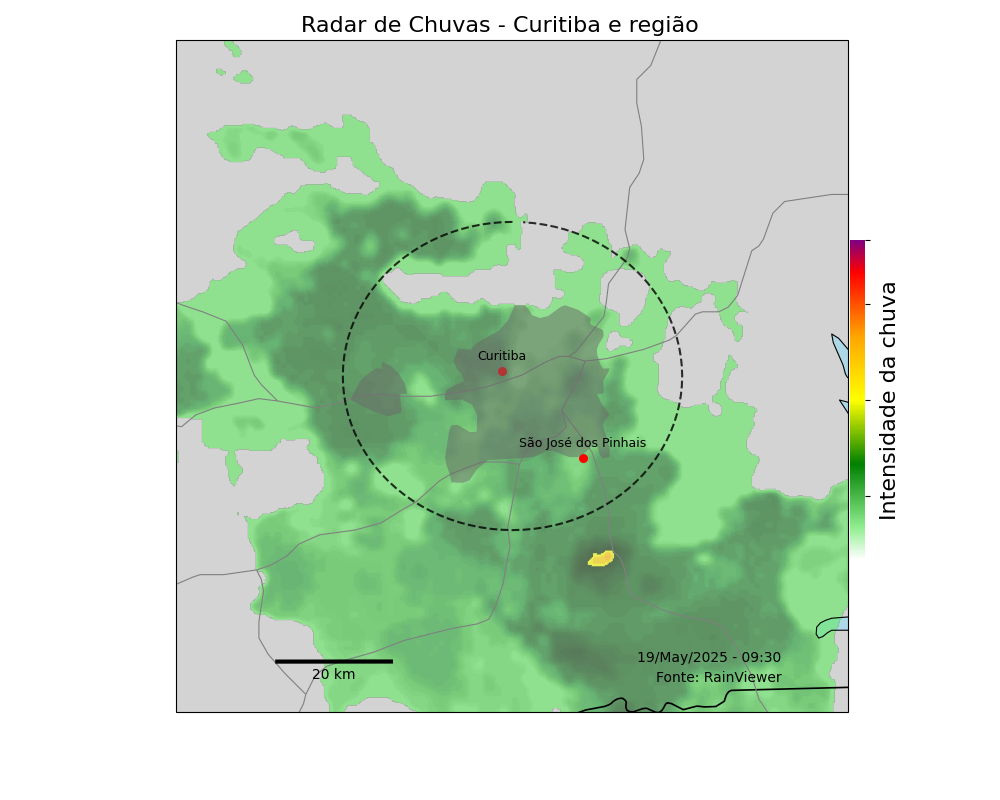 Radar de Chuvas - Curitiba e região
Curitiba
São José dos Pinhais
Intensidade da chuva
19/May/2025 - 09:30
Fonte: RainViewer
20 km